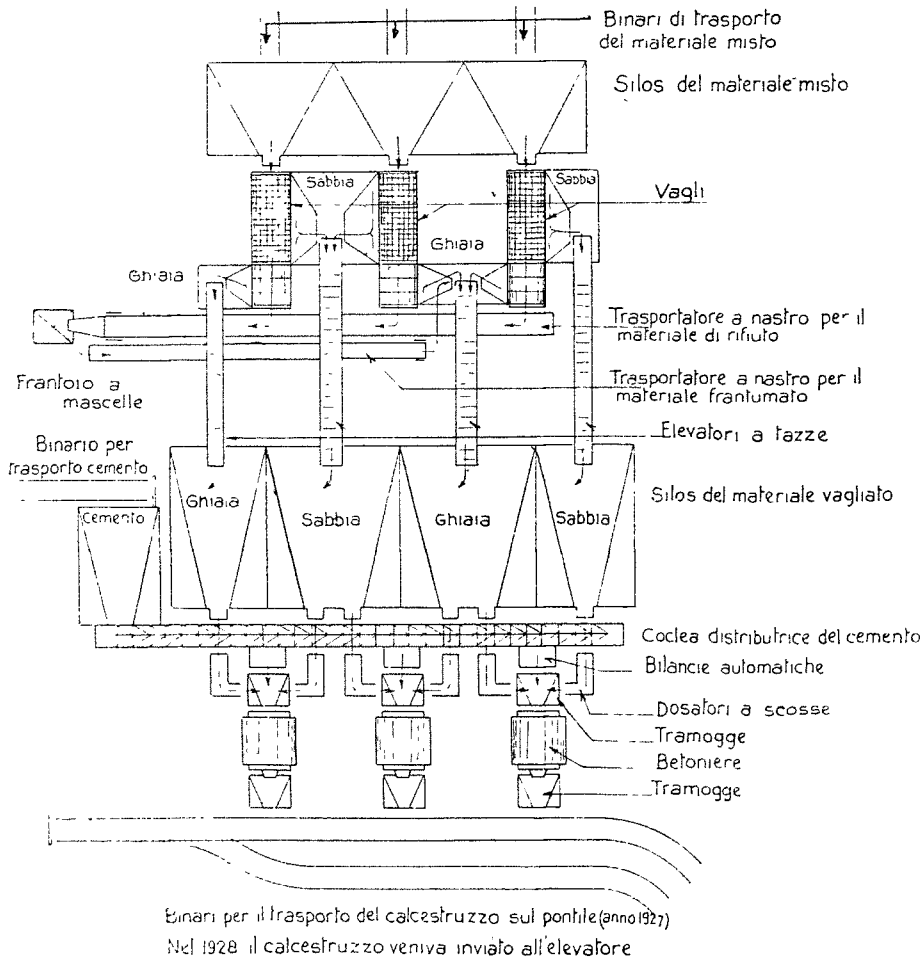 Binari di trasporto
del materiale misto
Silos del materiale misto
Sabbia
Sabbia
Vagli
Ghiaia
Ghiaia
Trasportatore a nastro per il
materiale di rifiuto
Frantoio a
mascelle
Trasportatore a nastro per il
materiale frantumato
Elevatori a tazze
Binario per
trasporto cemento
Ghiaia
Sabbia
Ghiaia
Sabbia
Silos del materiale vagliato
Cemento
Coclea distributrice del cemento
Bilancie automatiche
Dosatori a scosse
Tramogge
Betoniere
Tramogge
Binari per il trasporto del calcestruzzo sul pontile (anno 1927)
Nel 1928 il calcestruzzo veniva inviato all'elevatore